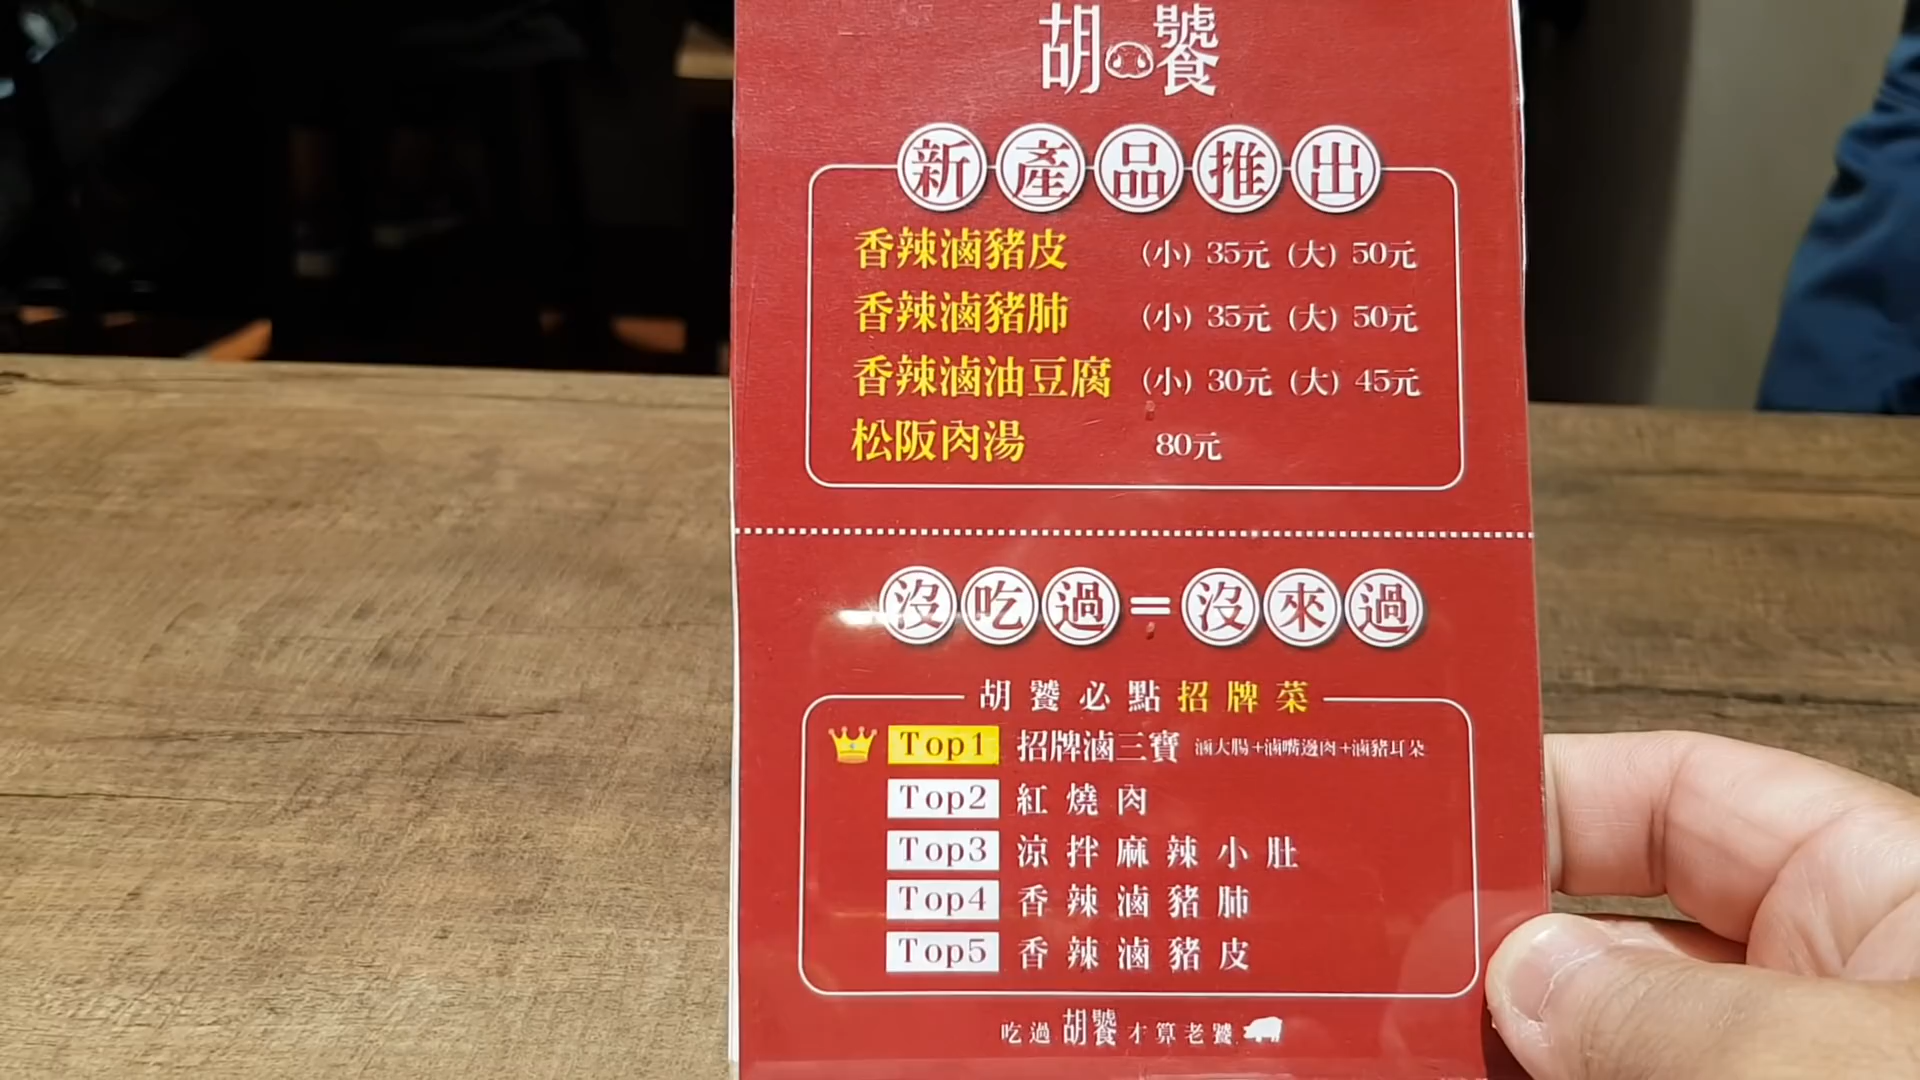 胡饕
新產品推出
香辣滷豬皮 (小) 35元 (大) 50元
香辣滷豬肺 (小) 35元 (大) 50元
香辣滷油豆腐 (小) 30元 (大) 45元
松阪肉湯 80元
沒吃過=沒來過
胡饕必點招牌菜
Top1 招牌滷三寶 滷大腸+滷嘴邊肉+滷豬耳朵
Top2 紅燒肉
Top3 涼拌麻辣小肚
Top4 香辣滷豬肺
Top5 香辣滷豬皮
吃過胡饕才算老饕